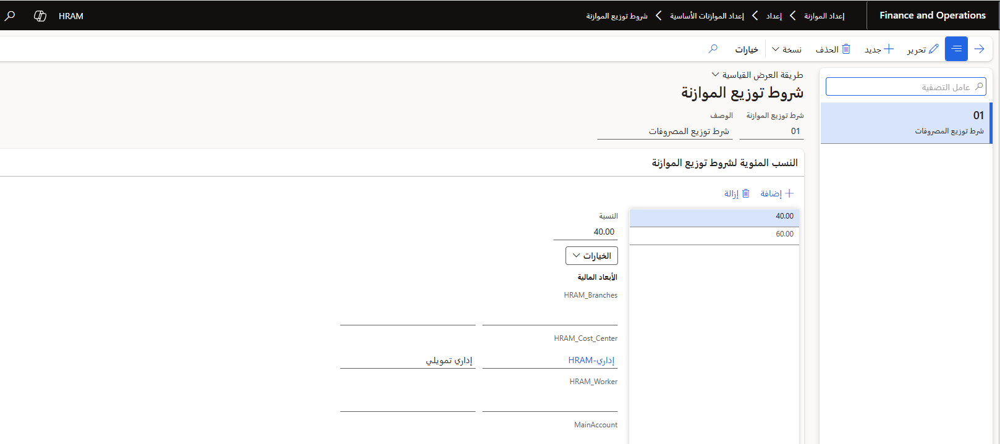 Finance and Operations
إعداد الموازنة
إعداد
إعداد الموازنات الأساسية
شروط توزيع الموازنة
HRAM
تحرير
جديد
الحذف
نسخة
خيارات
عامل التصفية
01
شرط توزيع المصروفات
طريقة العرض القياسية
شروط توزيع الموازنة
شرط توزيع الموازنة
الوصف
01
شرط توزيع المصروفات
النسب المئوية لشروط توزيع الموازنة
إضافة
إزالة
40.00
60.00
النسبة
40.00
الخيارات
الأبعاد المالية
HRAM_Branches
HRAM_Cost_Center
إداري-HRAM
إداري تمويلي
HRAM_Worker
MainAccount